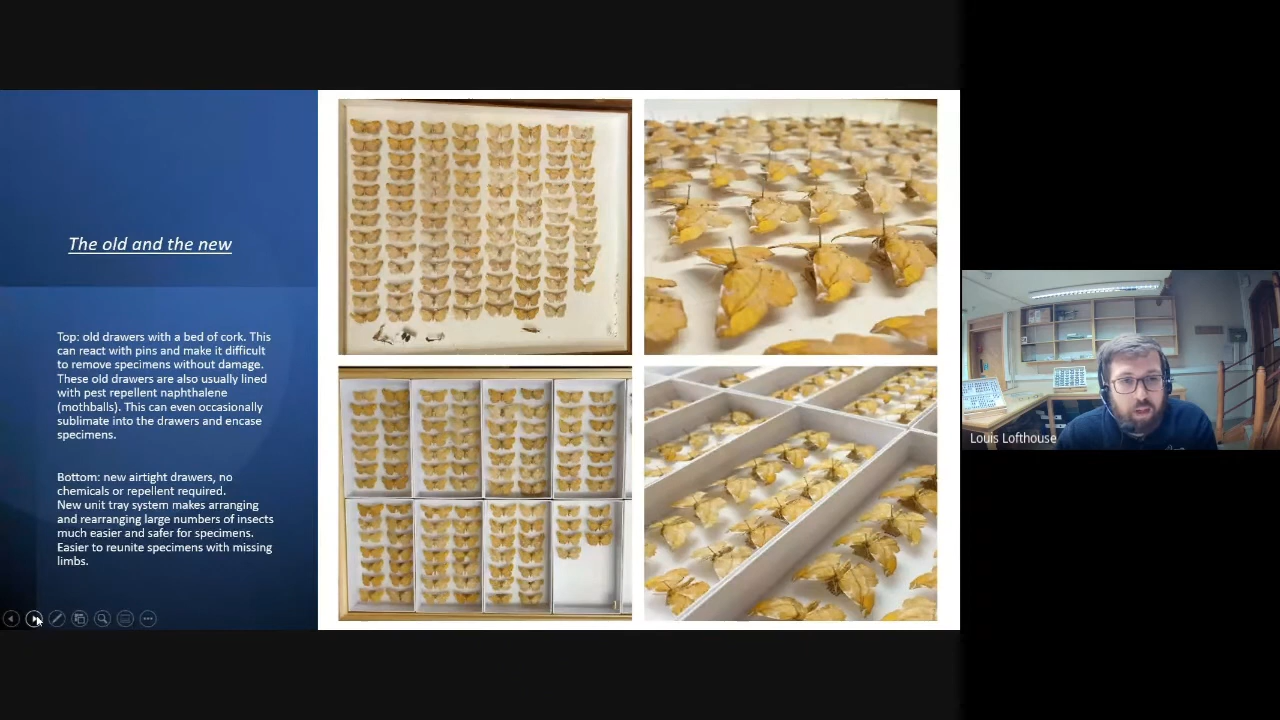 The old and the new
Top: old drawers with a bed of cork. This
can react with pins and make it difficult
to remove specimens without damage.
These old drawers are also usually lined
with pest repellent naphthalene
(mothballs). This can even occasionally
sublimate into the drawers and encase
specimens.
Bottom: new airtight drawers, no
chemicals or repellent required.
New unit tray system makes arranging
and rearranging large numbers of insects
much easier and safer for specimens.
Easier to reunite specimens with missing
limbs.
Louis Lofthouse